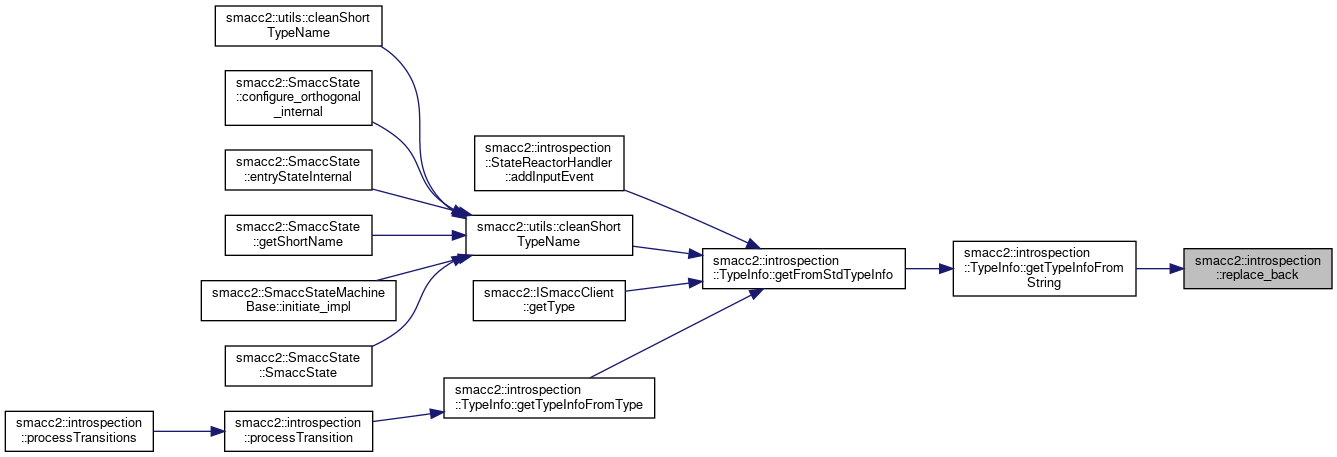 smacc2::utils::cleanShort
TypeName
smacc2::SmaccState
::configure_orthogonal
_internal
smacc2::SmaccState
::entryStateInternal
smacc2::SmaccState
::getShortName
smacc2::SmaccStateMachine
Base::initiate_impl
smacc2::SmaccState
::SmaccState
smacc2::introspection
::processTransitions
smacc2::introspection
::processTransition
smacc2::introspection
::StateReactorHandler
::addInputEvent
smacc2::utils::cleanShort
TypeName
smacc2::ISmaccClient
::getType
smacc2::introspection
::TypeInfo::getTypeInfoFromType
smacc2::introspection
::TypeInfo::getFromStdTypeInfo
smacc2::introspection
::TypeInfo::getTypeInfoFrom
String
smacc2::introspection
::replace_back